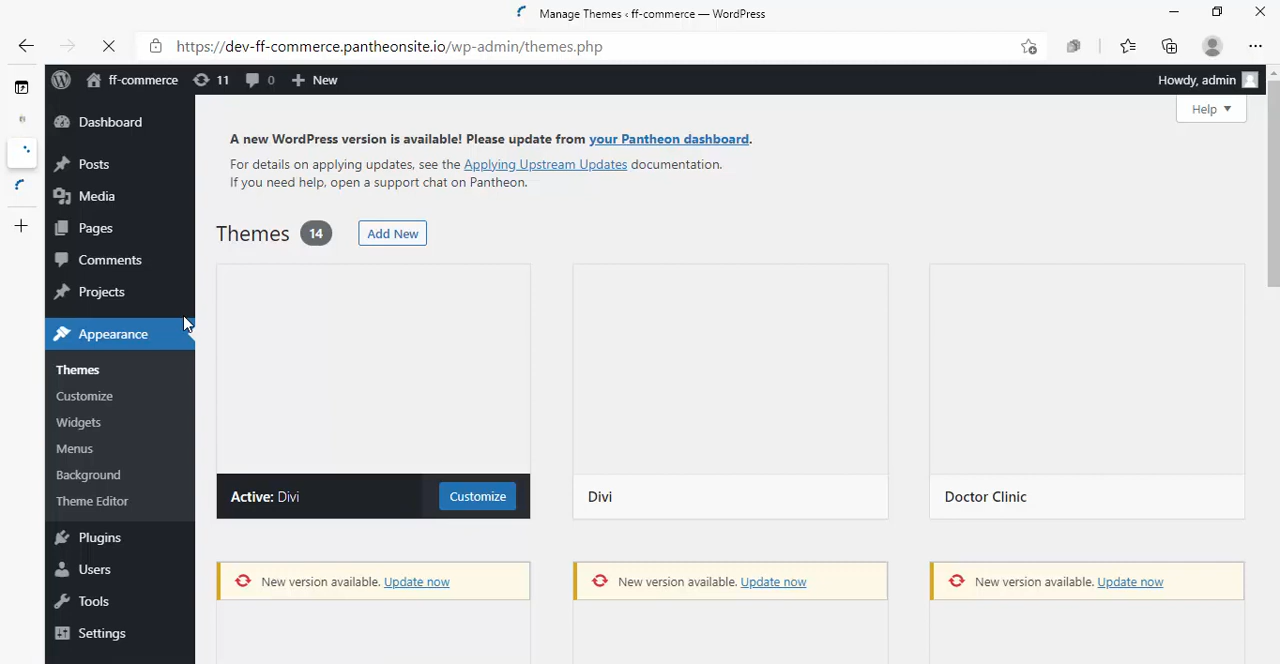 Manage Themes ‹ ff-commerce — WordPress
https://dev-ff-commerce.pantheonsite.io/wp-admin/themes.php
ff-commerce 11 0 New Howdy, admin
Help
Dashboard
Posts
Media
Pages
Comments
Projects
Appearance
Themes
Customize
Widgets
Menus
Background
Theme Editor
Plugins
Users
Tools
Settings
A new WordPress version is available! Please update from your Pantheon dashboard.
For details on applying updates, see the Applying Upstream Updates documentation.
If you need help, open a support chat on Pantheon.
Themes 14 Add New
Active: Divi Customize
Divi
Doctor Clinic
New version available. Update now
New version available. Update now
New version available. Update now